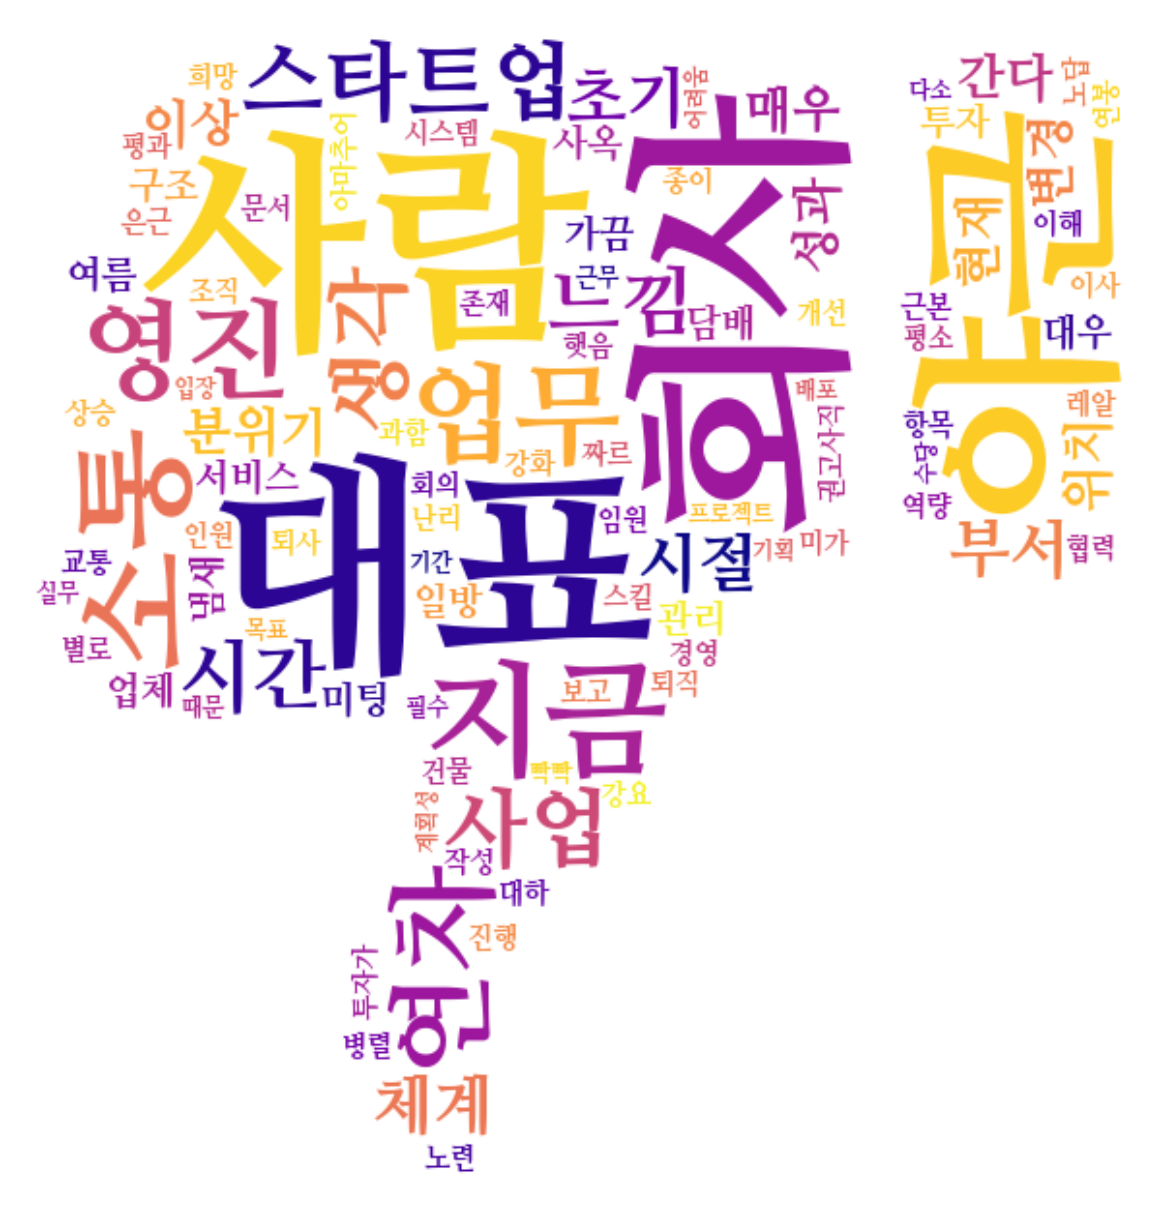 스타트업
희망
이상
평과
아마추어
시스템
초기
어려움
사옥
매우
구조
은근
문서
사람
회사
종이
성과
가끔
여름
조직
생각
존재
근무
느낌
담배
개선
영진
입장
햇음
업무
배포
상승
분위기
과함
강화
짜르
권고사직
소통
서비스
대표
회의
난리
임원
프로젝트
인원
퇴사
시절
기획
미가
교통
냄새
기간
실무
일방
스킬
관리
목표
별로
시간
경영
업체
때문
미팅
필수
지금
보고
퇴직
건물
빡빡
강요
계획성
사업
작성
연차
대하
진행
투자가
병렬
체계
노련
간다
노답
다소
연봉
투자
야근
변경
현재
이해
이사
근본
평소
대우
레알
항목
수당
위치
역량
부서
협력